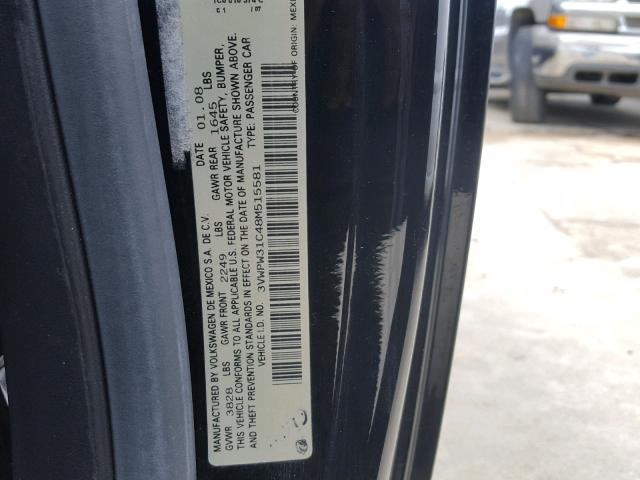 MANUFACTURED BY VOLKSWAGEN DE MEXICO S.A. DE C.V. DATE 01.08
GVWR 3828 LBS GAWR FRONT 2249 LBS GAWR REAR 1645 LBS
THIS VEHICLE CONFORMS TO ALL APPLICABLE U.S. FEDERAL MOTOR VEHICLE SAFETY, BUMPER,
AND THEFT PREVENTION STANDARDS IN EFFECT ON THE DATE OF MANUFACTURE SHOWN ABOVE.
VEHICLE I.D. NO. 3VWPW31C48M515581 TYPE: PASSENGER CAR
COUNTRY OF ORIGIN: MEXI